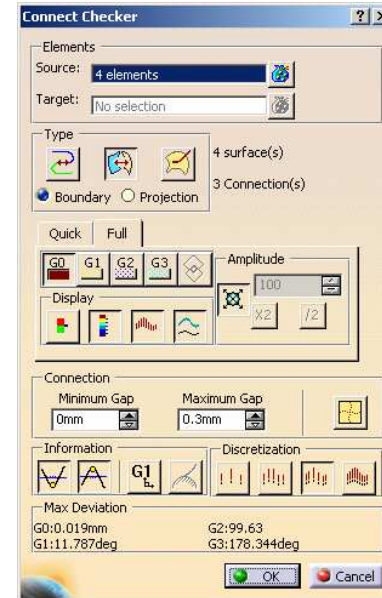 Connect Checker
Elements
Source: 4 elements
Target: No selection
Type
4 surface(s)
3 Connection(s)
Boundary Projection
Quick Full
G0 G1 G2 G3
Amplitude
100
X2 /2
Display
Connection
Minimum Gap Maximum Gap
0mm 0.3mm
Information Discretization
G1
Max Deviation
G0:0.019mm G2:99.63
G1:11.787deg G3:178.344deg
OK Cancel